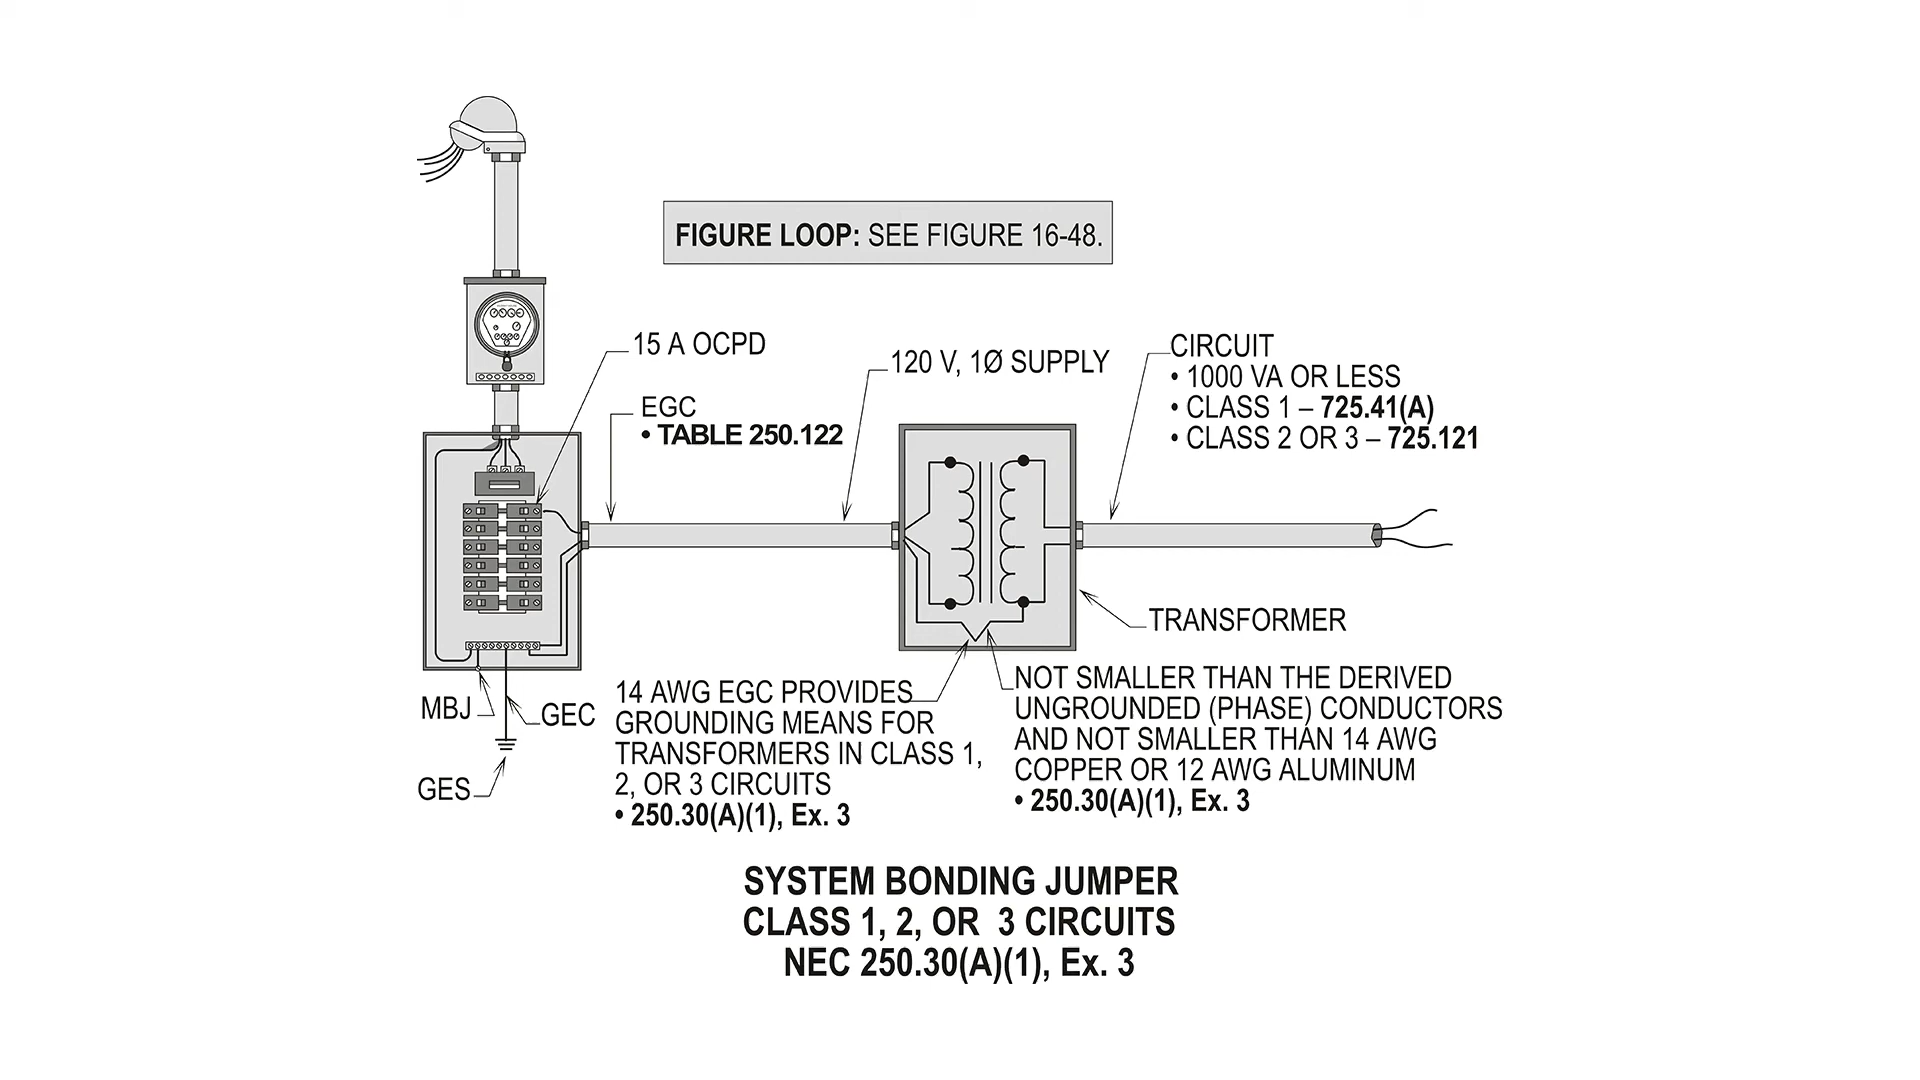 FIGURE LOOP: SEE FIGURE 16-48.
15 A OCPD
EGC
• TABLE 250.122
120 V, 1Ø SUPPLY
CIRCUIT
• 1000 VA OR LESS
• CLASS 1 – 725.41(A)
• CLASS 2 OR 3 – 725.121
TRANSFORMER
MBJ
GEC
GES
14 AWG EGC PROVIDES
GROUNDING MEANS FOR
TRANSFORMERS IN CLASS 1,
2, OR 3 CIRCUITS
• 250.30(A)(1), Ex. 3
NOT SMALLER THAN THE DERIVED
UNGROUNDED (PHASE) CONDUCTORS
AND NOT SMALLER THAN 14 AWG
COPPER OR 12 AWG ALUMINUM
• 250.30(A)(1), Ex. 3
SYSTEM BONDING JUMPER
CLASS 1, 2, OR 3 CIRCUITS
NEC 250.30(A)(1), Ex. 3